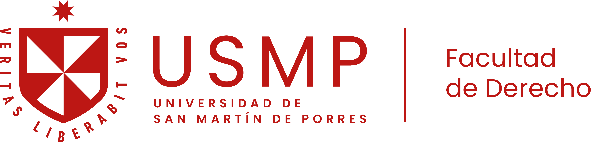 VERITAS LIBERABIT VOS
USMP
UNIVERSIDAD DE
SAN MARTÍN DE PORRES
Facultad
de Derecho